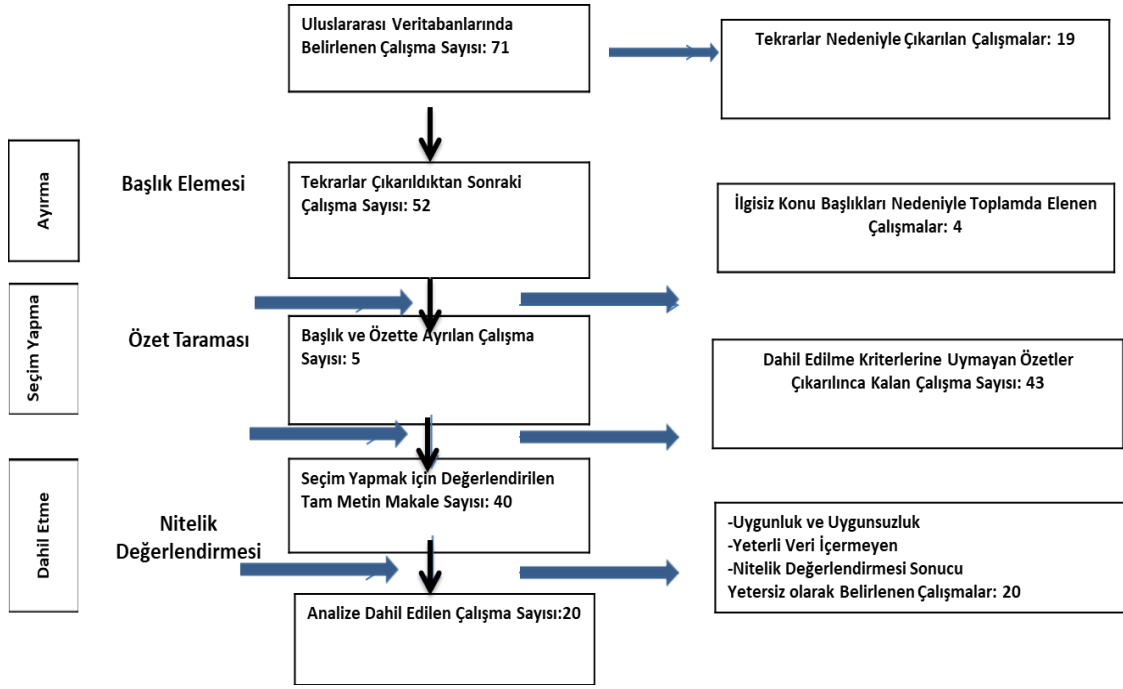 Uluslararası Veritabanlarında
Belirlenen Çalışma Sayısı: 71
Tekrarlar Nedeniyle Çıkarılan Çalışmalar: 19
Ayırma
Başlık Elemesi
Tekrarlar Çıkarıldıktan Sonraki
Çalışma Sayısı: 52
İlgisiz Konu Başlıkları Nedeniyle Toplamda Elenen
Çalışmalar: 4
Seçim Yapma
Özet Taraması
Başlık ve Özette Ayrılan Çalışma
Sayısı: 5
Dahil Edilme Kriterlerine Uymayan Özetler
Çıkarılınca Kalan Çalışma Sayısı: 43
Dahil Etme
Nitelik
Değerlendirmesi
Seçim Yapmak için Değerlendirilen
Tam Metin Makale Sayısı: 40
-Uygunluk ve Uygunsuzluk
-Yeterli Veri İçermeyen
-Nitelik Değerlendirmesi Sonucu
Yetersiz olarak Belirlenen Çalışmalar: 20
Analize Dahil Edilen Çalışma Sayısı:20